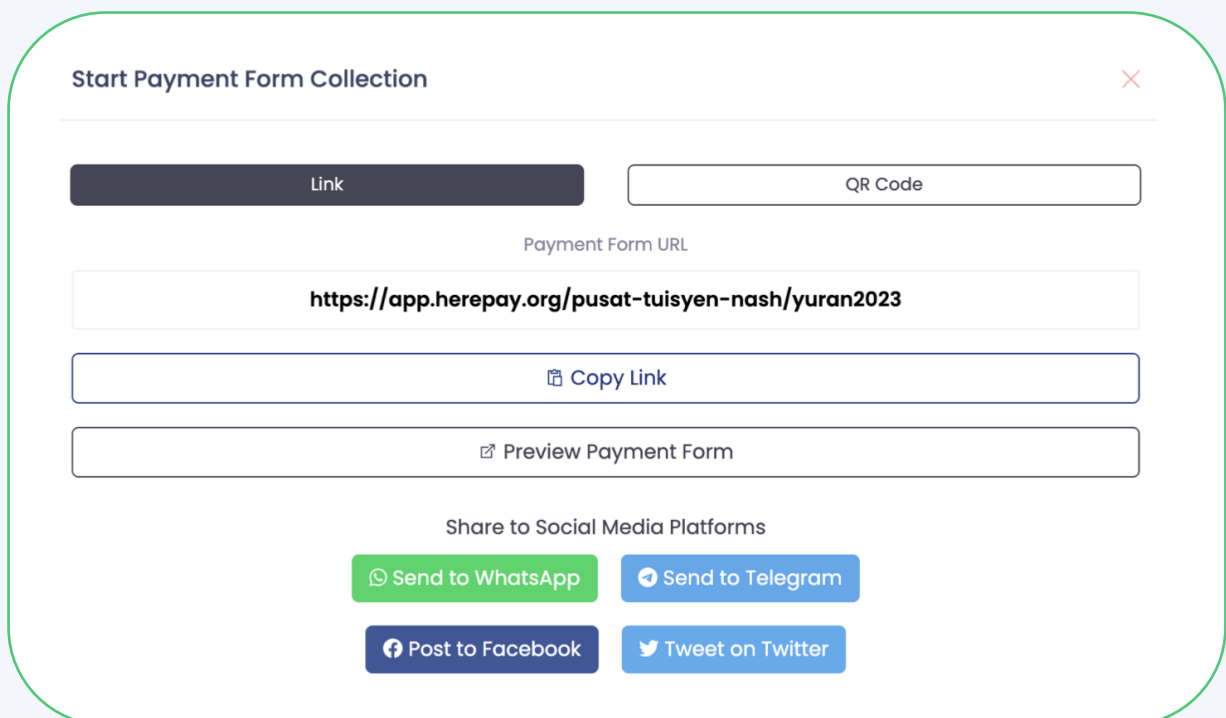 Start Payment Form Collection
Link
QR Code
Payment Form URL
https://app.herepay.org/pusat-tuisyen-nash/yuran2023
Copy Link
Preview Payment Form
Share to Social Media Platforms
Send to WhatsApp
Send to Telegram
Post to Facebook
Tweet on Twitter